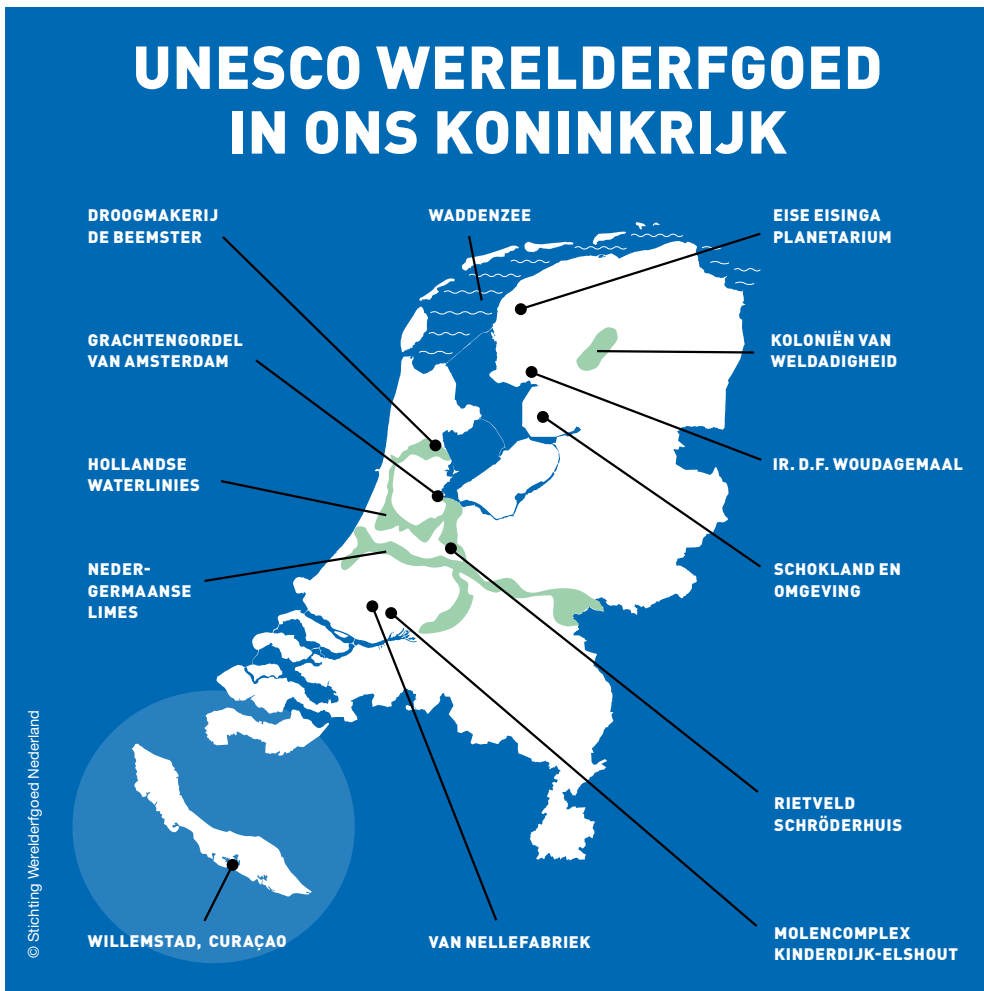 UNESCO WERELDERFGOED
IN ONS KONINKRIJK
DROOGMAKERIJ
DE BEEMSTER
WADDENZEE
EISE EISINGA
PLANETARIUM
GRACHTENGORDEL
VAN AMSTERDAM
KOLONIËN VAN
WELDADIGHEID
HOLLANDSE
WATERLINIES
IR. D.F. WOUDAGEMAAL
NEDER-
GERMAANSE
LIMES
SCHOKLAND EN
OMGEVING
RIETVELD
SCHRÖDERHUIS
WILLEMSTAD, CURAÇAO
VAN NELLEFABRIEK
MOLENCOMPLEX
KINDERDIJK-ELSHOUT
© Stichting Werelderfgoed Nederland